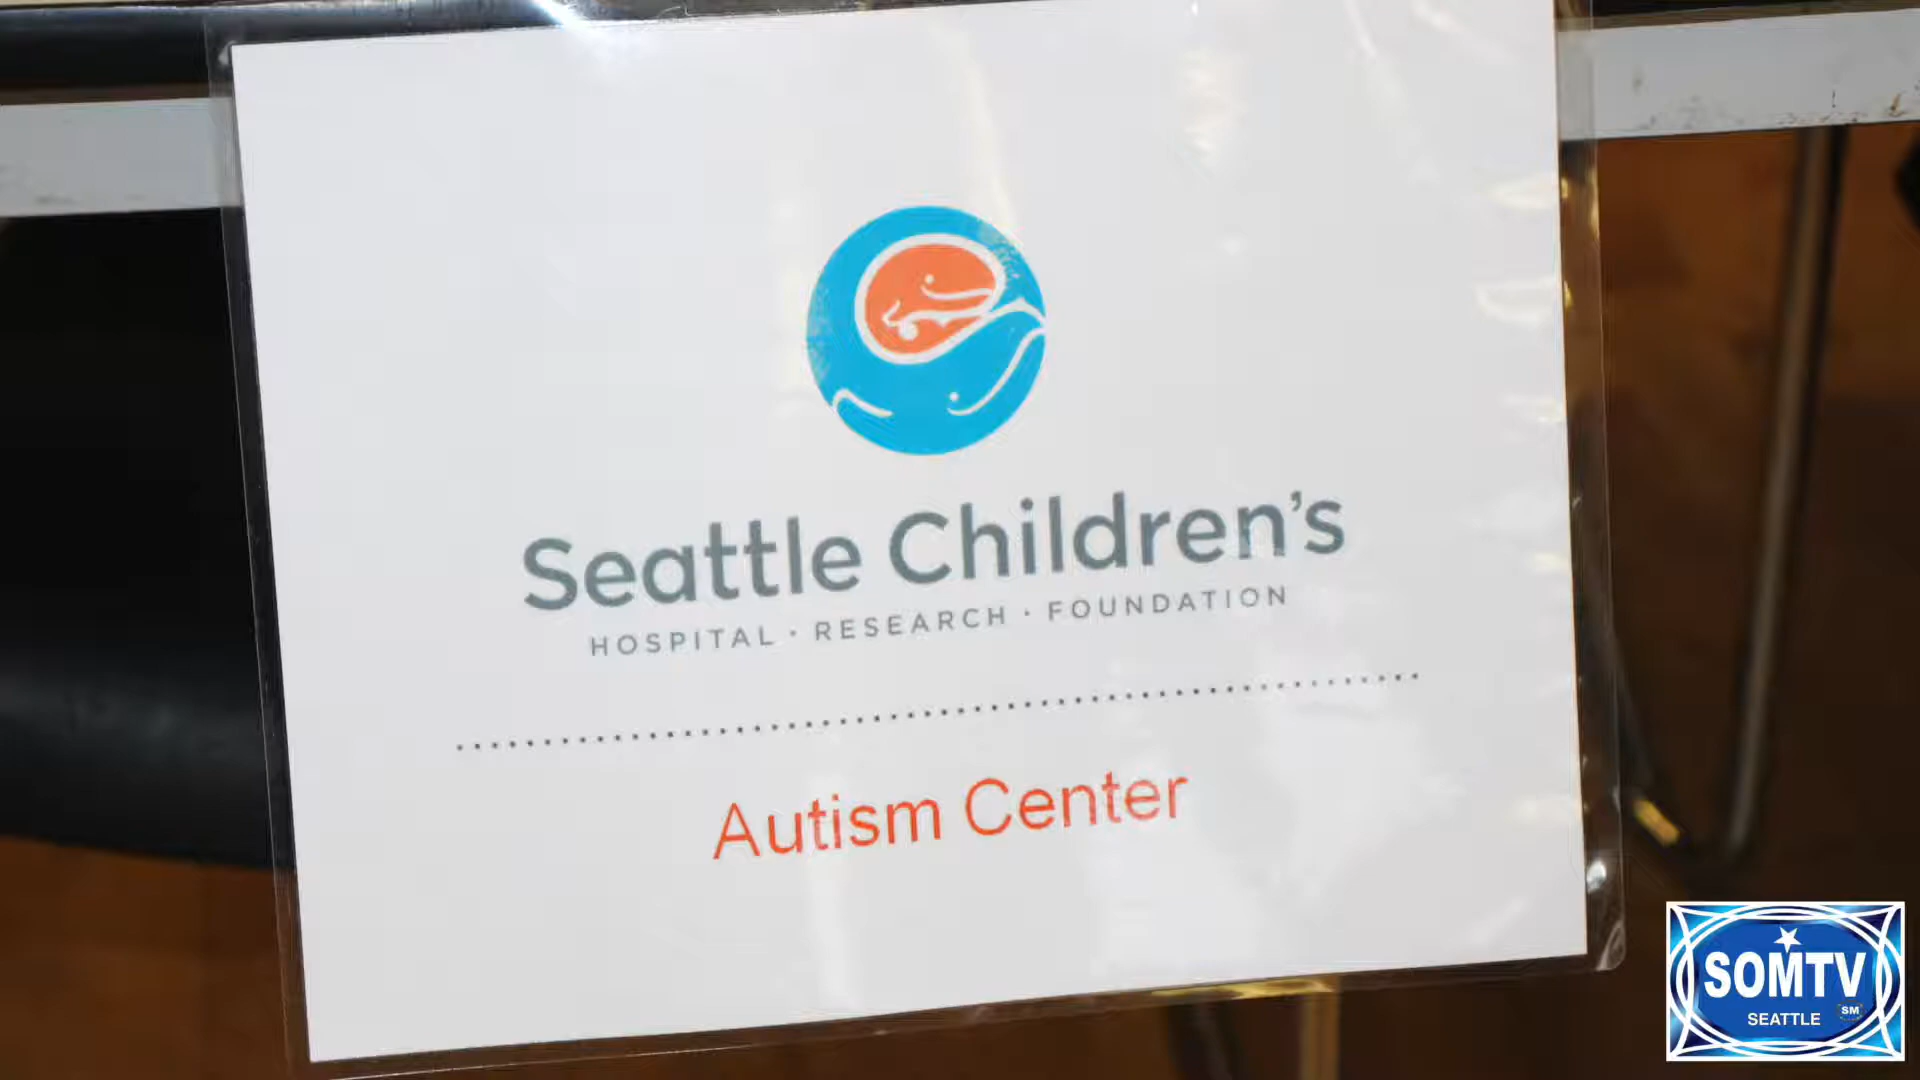 Seattle Children's
HOSPITAL · RESEARCH · FOUNDATION
Autism Center
SOMTV
SEATTLE
SM